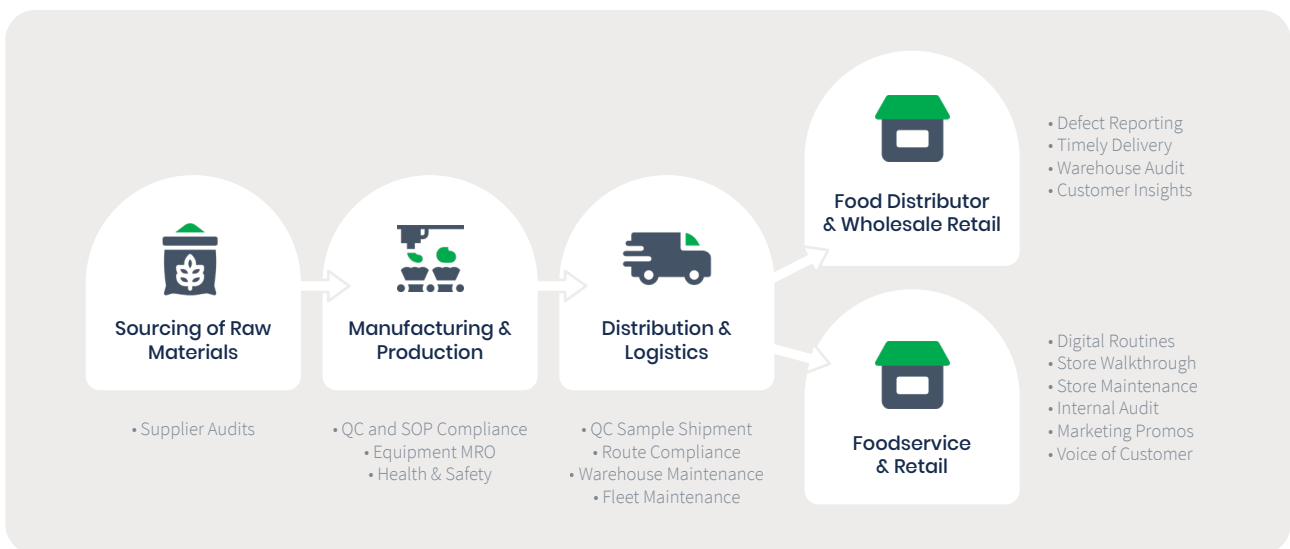 Sourcing of Raw
Materials
• Supplier Audits
Manufacturing &
Production
• QC and SOP Compliance
• Equipment MRO
• Health & Safety
Distribution &
Logistics
• QC Sample Shipment
• Route Compliance
• Warehouse Maintenance
• Fleet Maintenance
Food Distributor
& Wholesale Retail
• Defect Reporting
• Timely Delivery
• Warehouse Audit
• Customer Insights
Foodservice
& Retail
• Digital Routines
• Store Walkthrough
• Store Maintenance
• Internal Audit
• Marketing Promos
• Voice of Customer